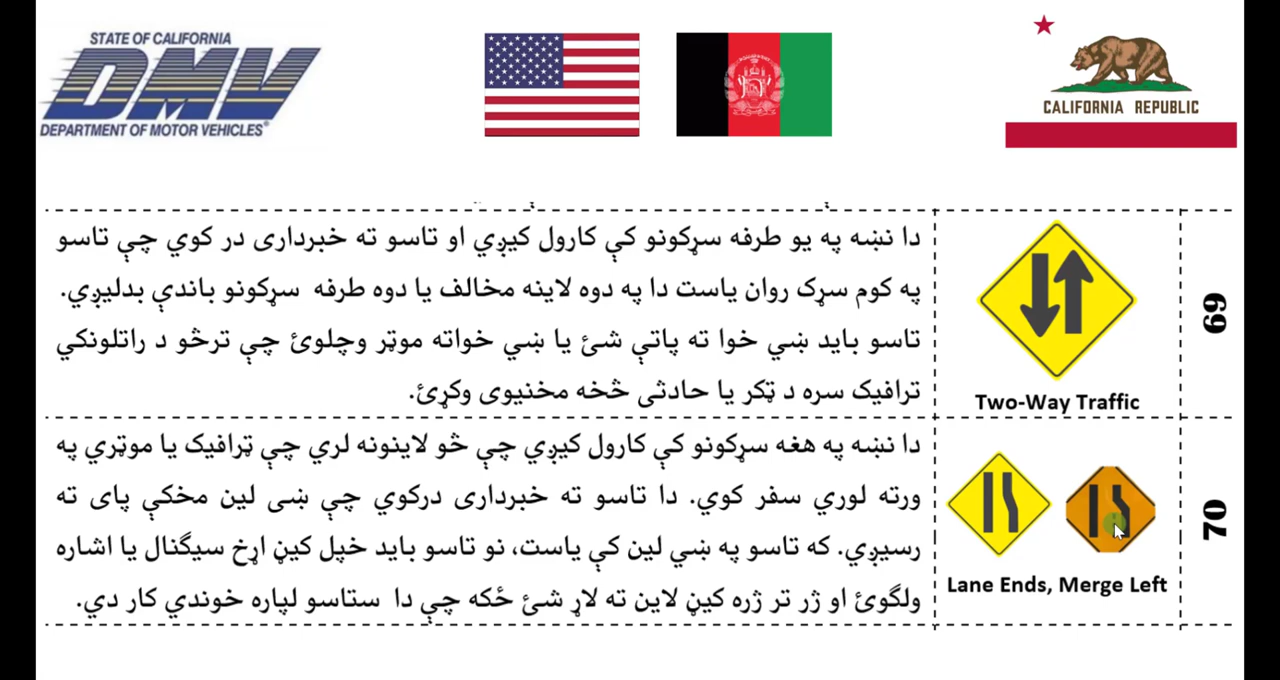 STATE OF CALIFORNIA
DMV
DEPARTMENT OF MOTOR VEHICLES®
CALIFORNIA REPUBLIC
69
Two-Way Traffic
دا نښه په یو طرفه سړکونو کې کارول کیږي او تاسو ته خبرداری در کوي چې تاسو
په کوم سړک روان یاست دا په دوه لاینه مخالف یا دوه طرفه سړکونو باندې بدلیږي.
تاسو باید ښي خوا ته پاتې شئ یا ښي خواته موټر وچلوئ چې ترڅو د راتلونکي
ترافیک سره د ټکر یا حادثی څخه مخنیوی وکړئ.
70
Lane Ends, Merge Left
دا نښه په هغه سړکونو کې کارول کیږي چې څو لاینونه لري چې ټرافیک یا موټري په
ورته لوري سفر کوي. دا تاسو ته خبرداری درکوي چې ښی لین مخکې پای ته
رسیږي. که تاسو په ښي لین کې یاست، نو تاسو باید خپل کیڼ اړخ سیگنال یا اشاره
ولگوئ او ژر تر ژره کیڼ لاین ته لاړ شئ ځکه چې دا ستاسو لپاره خوندي کار دي.